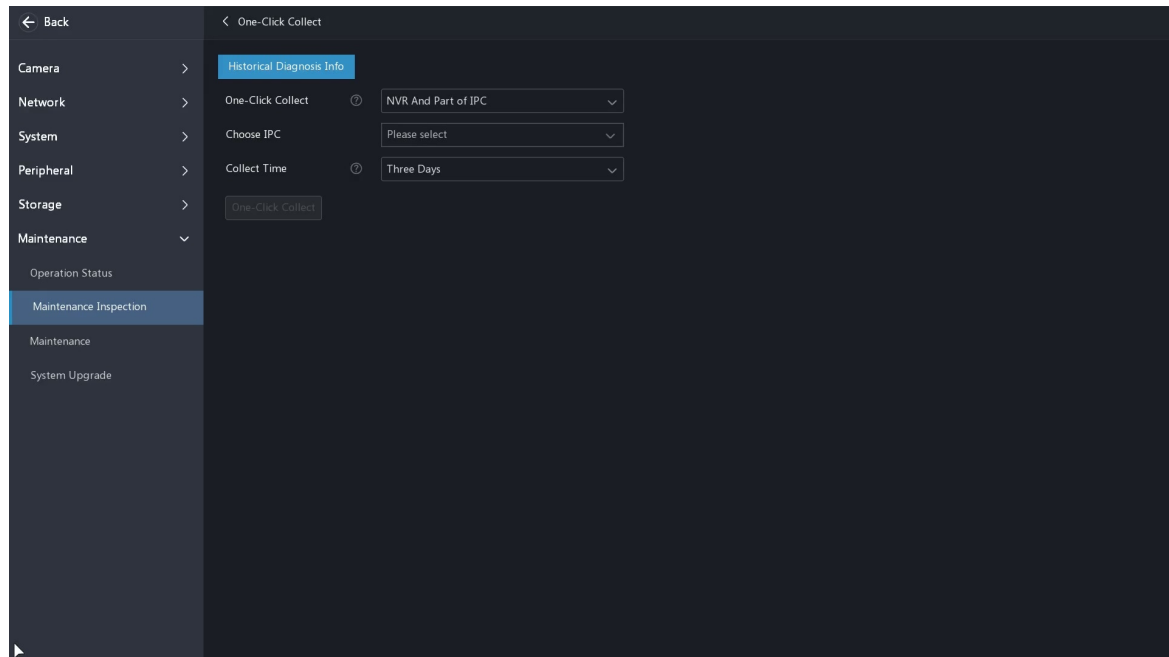 Back
One-Click Collect
Camera
Network
System
Peripheral
Storage
Maintenance
Operation Status
Maintenance Inspection
Maintenance
System Upgrade
Historical Diagnosis Info
One-Click Collect ? NVR And Part of IPC
Choose IPC Please select
Collect Time ? Three Days
One-Click Collect